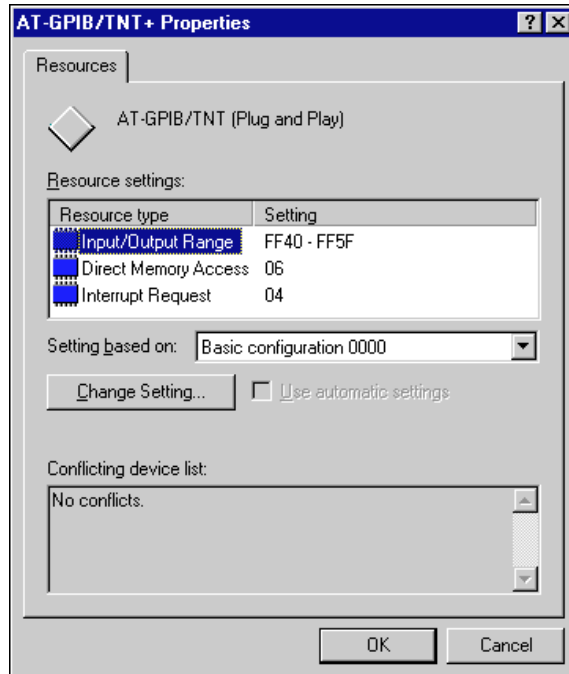 AT-GPIB/TNT+ Properties
Resources
AT-GPIB/TNT (Plug and Play)
Resource settings:
Resource type Setting
Input/Output Range FF40 - FF5F
Direct Memory Access 06
Interrupt Request 04
Setting based on: Basic configuration 0000
Change Setting... Use automatic settings
Conflicting device list:
No conflicts.
OK Cancel